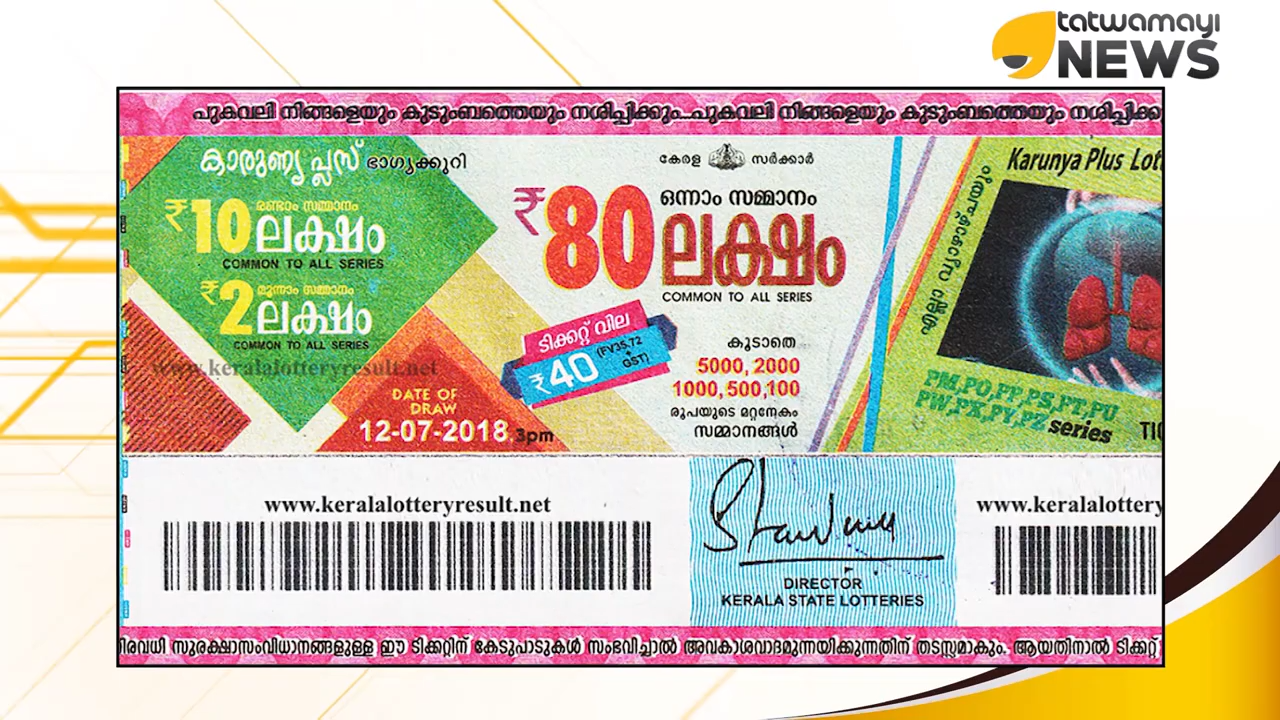 tatwamayi
NEWS
പുകവലി നിങ്ങളെയും കുടുംബത്തെയും നശിപ്പിക്കും...പുകവലി നിങ്ങളെയും കുടുംബത്തെയും
കാരുണ്യ പ്ലസ് ഭാഗ്യക്കുറി
₹10 രണ്ടാം സമ്മാനം
ലക്ഷം
COMMON TO ALL SERIES
₹2 മൂന്നാം സമ്മാനം
ലക്ഷം
COMMON TO ALL SERIES
www.keralalotteryresult.net
DATE OF
DRAW
12-07-2018 3pm
കേരള സർക്കാർ
₹80 ഒന്നാം സമ്മാനം
ലക്ഷം
COMMON TO ALL SERIES
ടിക്കറ്റ് വില
₹40 (FV35.72
+
GST)
കൂടാതെ
5000, 2000
1000,500,100
രൂപയുടെ മറ്റനേകം
സമ്മാനങ്ങൾ
Karunya Plus
എല്ലാ വ്യാഴാഴ്ചയും
PM,PO,PP,PS,PT,PU
PW,PX,PY,PZ series
www.keralalotteryresult.net
DIRECTOR
KERALA STATE LOTTERIES
www.keralalotteryresult
സുരക്ഷാസംവിധാനങ്ങളുള്ള ഈ ടിക്കറ്റിന് കേടുപാടുകൾ സംഭവിച്ചാൽ അവകാശവാദമുന്നയിക്കുന്നതിന് തടസ്സമാകും. ആയതിനാൽ ടിക്കറ്റ്